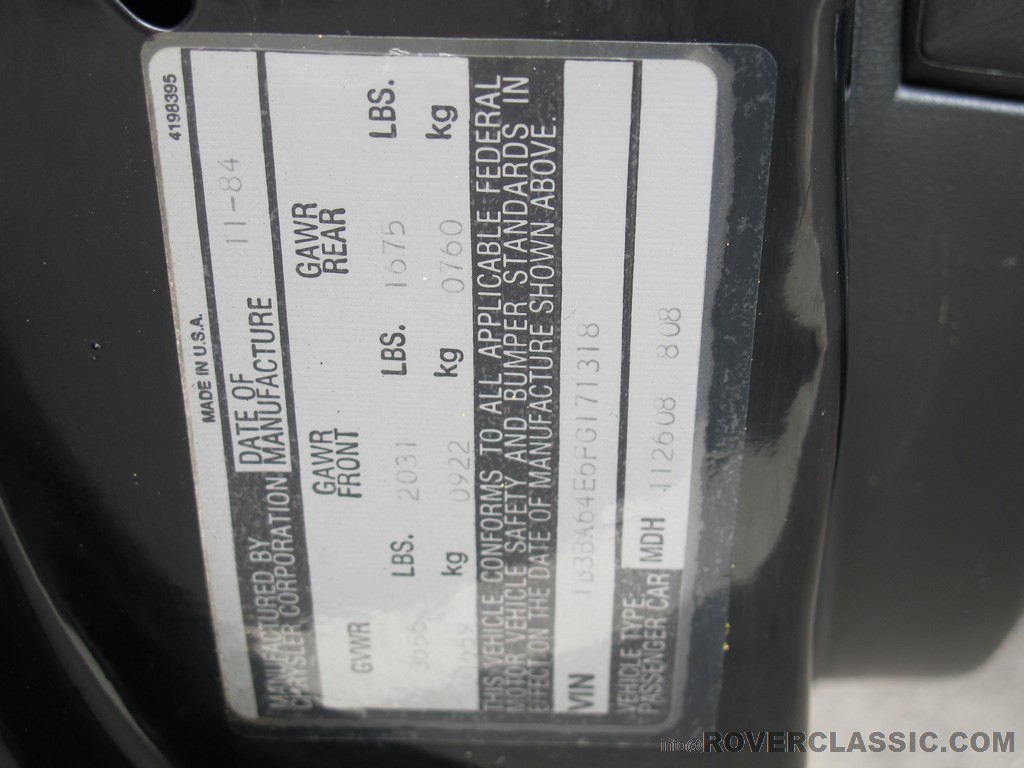 4198395
MADE IN U.S.A.
MANUFACTURED BY CHRYSLER CORPORATION
DATE OF MANUFACTURE 11-84
GVWR
GAWR FRONT
GAWR REAR
LBS. 2031 LBS. 1675 LBS.
kg 0922 kg 0760 kg
THIS VEHICLE CONFORMS TO ALL APPLICABLE FEDERAL
MOTOR VEHICLE SAFETY AND BUMPER STANDARDS IN
EFFECT ON THE DATE OF MANUFACTURE SHOWN ABOVE.
VIN 1B3BA64E6FG171318
VEHICLE TYPE
PASSENGER CAR
MDH 112608 808
info@ROVERCLASSIC.COM